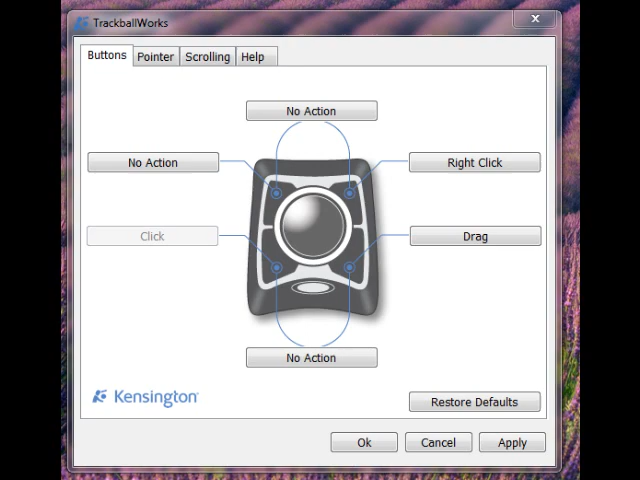 TrackballWorks
Buttons Pointer Scrolling Help
No Action
No Action Right Click
Click Drag
No Action
Kensington
Restore Defaults
Ok Cancel Apply